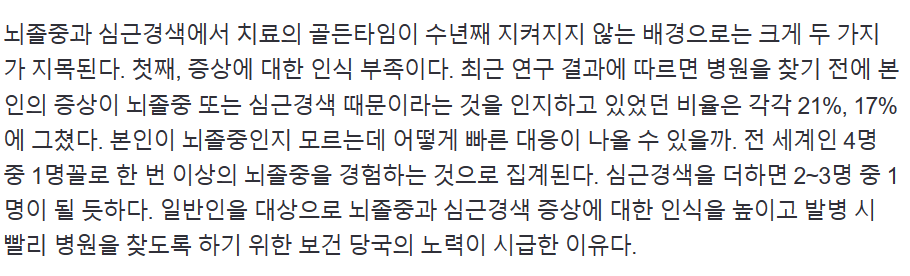 뇌졸중과 심근경색에서 치료의 골든타임이 수년째 지켜지지 않는 배경으로는 크게 두 가지
가 지목된다. 첫째, 증상에 대한 인식 부족이다. 최근 연구 결과에 따르면 병원을 찾기 전에 본
인의 증상이 뇌졸중 또는 심근경색 때문이라는 것을 인지하고 있었던 비율은 각각 21%, 17%
에 그쳤다. 본인이 뇌졸중인지 모르는데 어떻게 빠른 대응이 나올 수 있을까. 전 세계인 4명
중 1명꼴로 한 번 이상의 뇌졸중을 경험하는 것으로 집계된다. 심근경색을 더하면 2~3명 중 1
명이 될 듯하다. 일반인을 대상으로 뇌졸중과 심근경색 증상에 대한 인식을 높이고 발병 시
빨리 병원을 찾도록 하기 위한 보건 당국의 노력이 시급한 이유다.